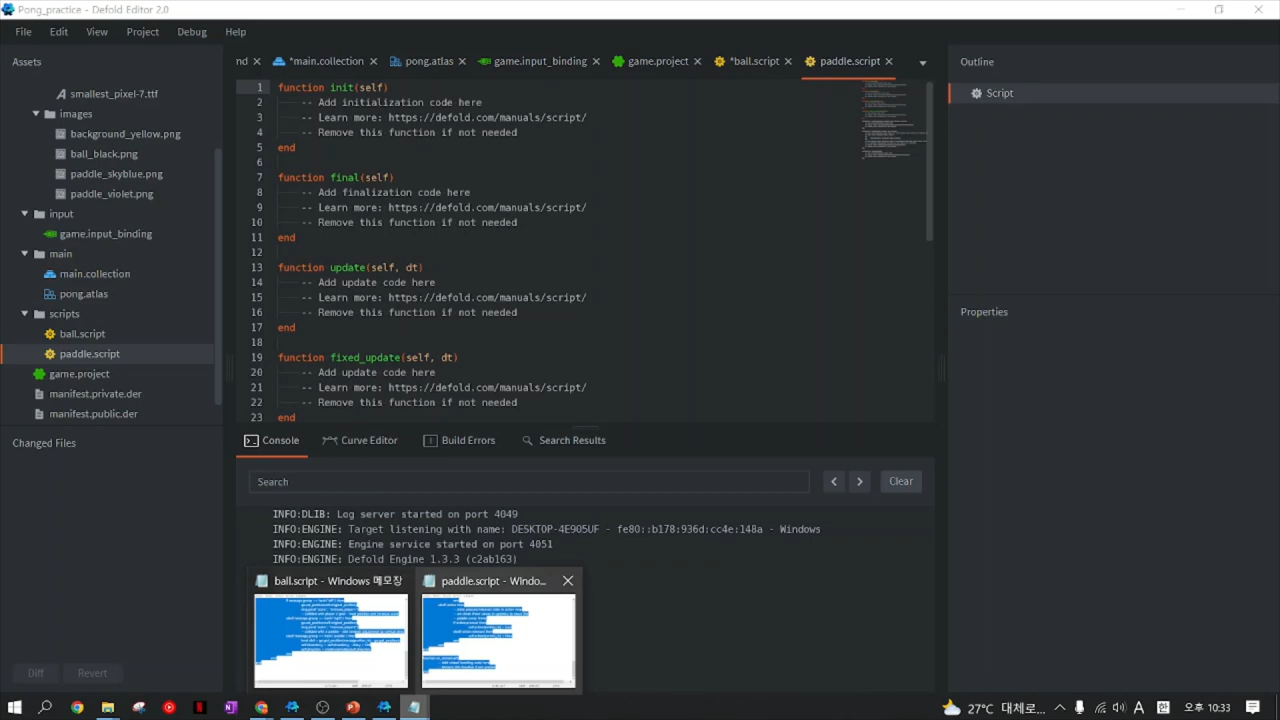 Pong_practice - Defold Editor 2.0
File Edit View Project Debug Help
Assets
smallest_pixel-7.ttf
images
background_yellow.png
ball_black.png
paddle_skyblue.png
paddle_violet.png
input
game.input_binding
main
main.collection
pong.atlas
scripts
ball.script
paddle.script
game.project
manifest.private.der
manifest.public.der
Changed Files
Diff Revert
nd *main.collection pong.atlas game.input_binding game.project *ball.script paddle.script
1 function init(self)
2 -- Add initialization code here
3 -- Learn more: https://defold.com/manuals/script/
4 -- Remove this function if not needed
5 end
6
7 function final(self)
8 -- Add finalization code here
9 -- Learn more: https://defold.com/manuals/script/
10 -- Remove this function if not needed
11 end
12
13 function update(self, dt)
14 -- Add update code here
15 -- Learn more: https://defold.com/manuals/script/
16 -- Remove this function if not needed
17 end
18
19 function fixed_update(self, dt)
20 -- Add update code here
21 -- Learn more: https://defold.com/manuals/script/
22 -- Remove this function if not needed
23 end
Console Curve Editor Build Errors Search Results
Search
Clear
INFO:DLIB: Log server started on port 4049
INFO:ENGINE: Target listening with name: DESKTOP-4E905UF - fe80::b178:936d:cc4e:148a - Windows
INFO:ENGINE: Engine service started on port 4051
INFO:ENGINE: Defold Engine 1.3.3 (c2ab163)
ball.script - Windows 메모장
paddle.script - Windo...
Outline
Script
Properties
27°C 대체로... A 한 오후 10:33